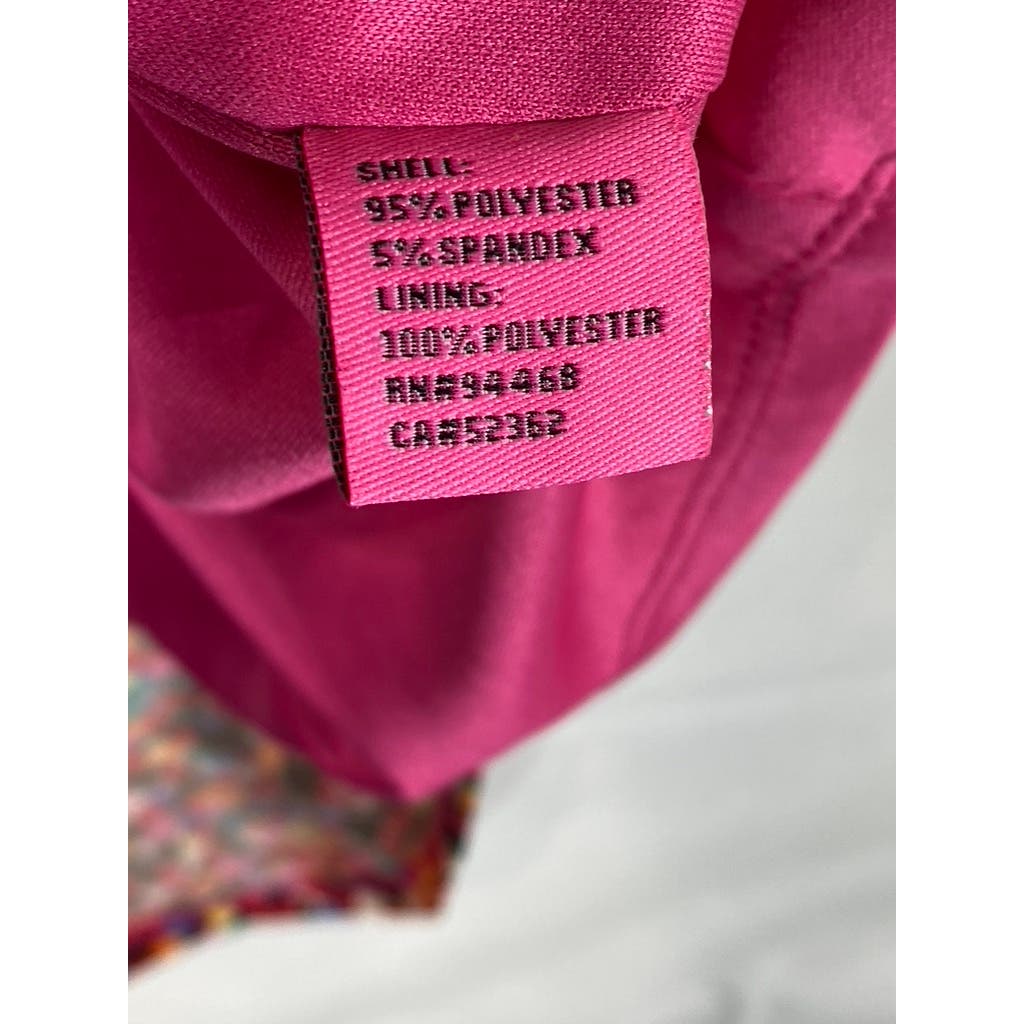 SHELL:
95% POLYESTER
5% SPANDEX
LINING:
100% POLYESTER
RN#94468
CA#52362